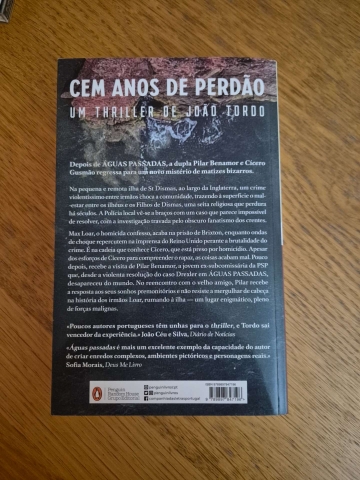 CEM ANOS DE PERDÃO
UM THRILLER DE JOÃO TORDO
Depois de ÁGUAS PASSADAS, a dupla Pilar Benamor e Cícero
Gusmão regressa para um novo mistério de matizes bizarros.
Na pequena e remota ilha de St Dismas, ao largo da Inglaterra, um crime
violentíssimo entre irmãos choca a comunidade, trazendo à superfície o mal-
-estar entre os ilhéus e os Filhos de Dismas, uma seita religiosa que perdura
há séculos. A Polícia local vê-se a braços com um caso que parece impossível
de resolver, com a investigação travada pelo obscuro fanatismo dos crentes.
Max Loar, o homicida confesso, acaba na prisão de Brixton, enquanto ondas
de choque repercutem na imprensa do Reino Unido perante a brutalidade do
crime. É na cadeia que conhece Cícero, que está preso por homicídio. Apesar
dos esforços de Cícero para compreender o rapaz, as coisas acabam mal. Pouco
depois, recebe a visita de Pilar Benamor, a jovem ex-subcomissária da PSP
que, desde a violenta resolução do caso Drexler em ÁGUAS PASSADAS,
desapareceu do mundo. No reencontro com o velho amigo, Pilar recebe
a resposta aos seus sonhos premonitórios e não resiste a mergulhar de cabeça
na história dos irmãos Loar, rumando à ilha — um lugar enigmático, pleno
de forças malignas.
«Poucos autores portugueses têm unhas para o thriller, e Tordo sai
vencedor da experiência.» João Céu e Silva, Diário de Notícias
«Águas passadas é mais um excelente exemplo da capacidade do autor
de criar enredos complexos, ambientes pictóricos e personagens reais.»
Sofia Morais, Deus Me Livro
Penguin
Random House
Grupo Editorial
penguinlivros.pt
penguinlivros